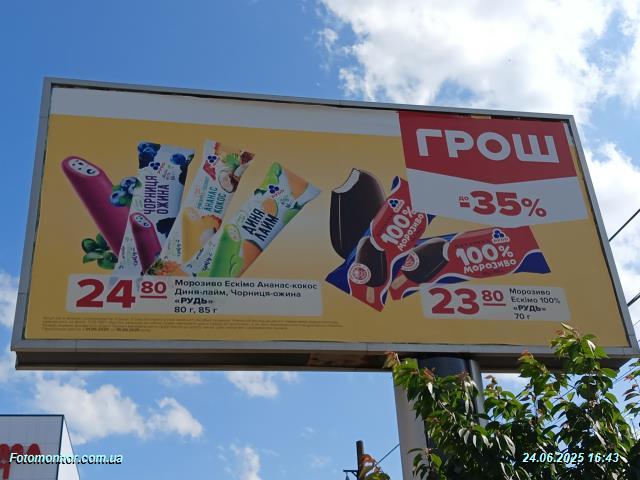 ГРОШ
до -35%
ЧОРНИЦЯ
ОЖИНА
АНАНАС
КОКОС
ДИНЯ
ЛАЙМ
100%
МОРОЗИВО
100%
МОРОЗИВО
24 80
Морозиво Ескімо Ананас-кокос
Диня-лайм, Чорниця-ожина
«РУДЬ»
80 г, 85 г
23 80
Морозиво
Ескімо 100%
«РУДЬ»
70 г
Fotomonitor.com.ua
24.06.2025 16:43